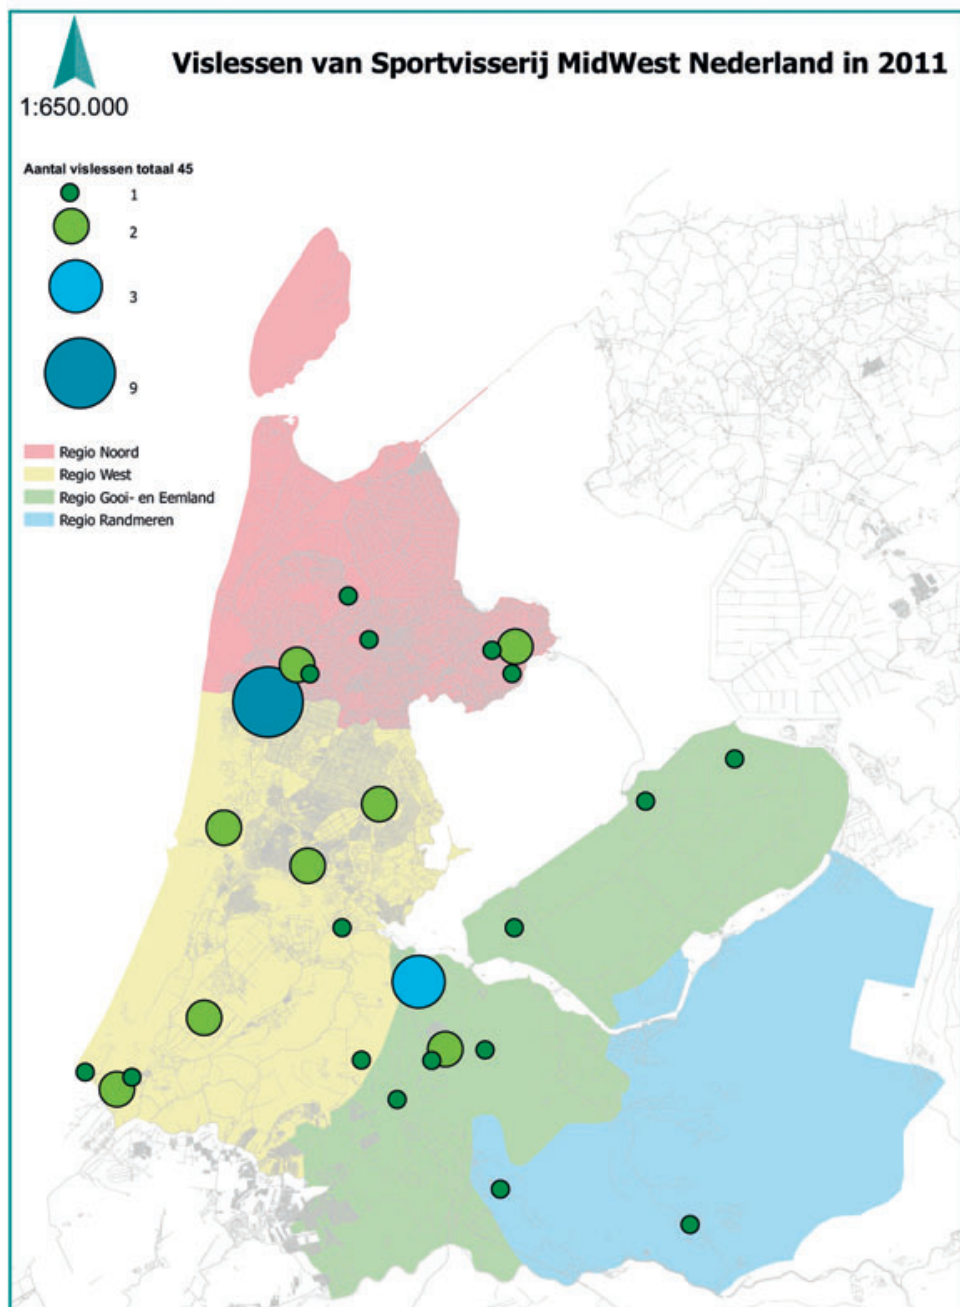 Vislessen van Sportvisserij MidWest Nederland in 2011
1:650.000
Aantal vislessen totaal 45
1
2
3
9
Regio Noord
Regio West
Regio Gooi- en Eemland
Regio Randmeren